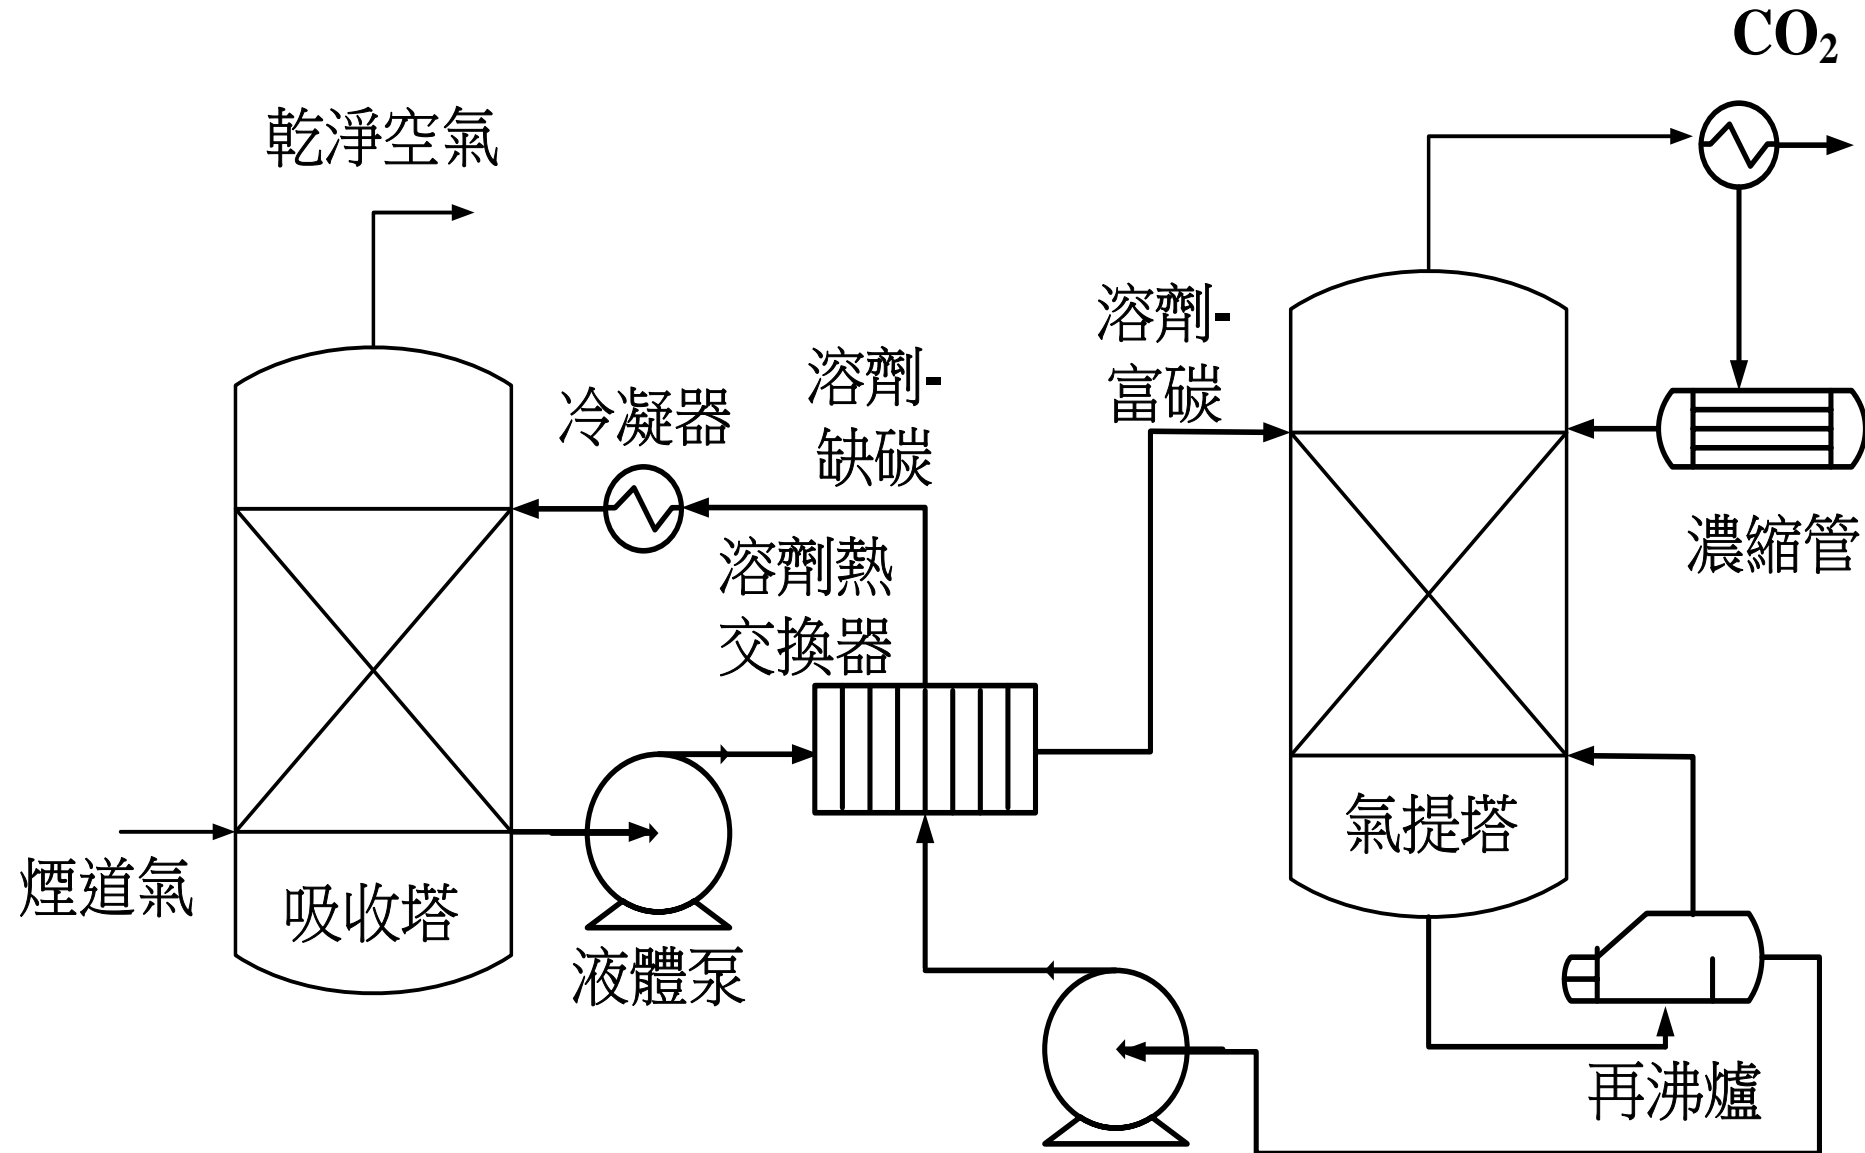 CO₂
乾淨空氣
溶劑-
富碳
溶劑-
缺碳
冷凝器
濃縮管
溶劑熱
交換器
氣提塔
煙道氣
吸收塔
液體泵
再沸爐